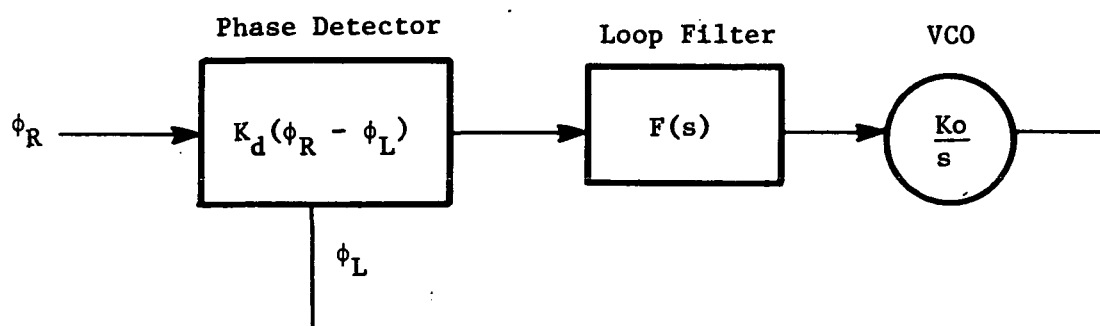 Phase Detector
Loop Filter
VCO
ϕR
Kd(ϕR - ϕL)
F(s)
Ko
s
ϕL